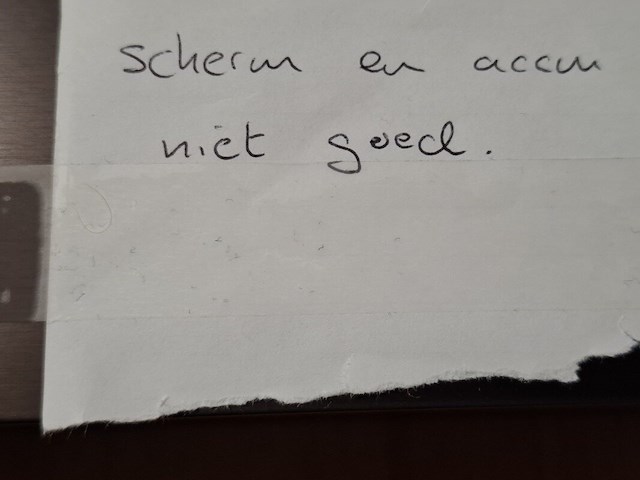 scherm en accu
niet goed.